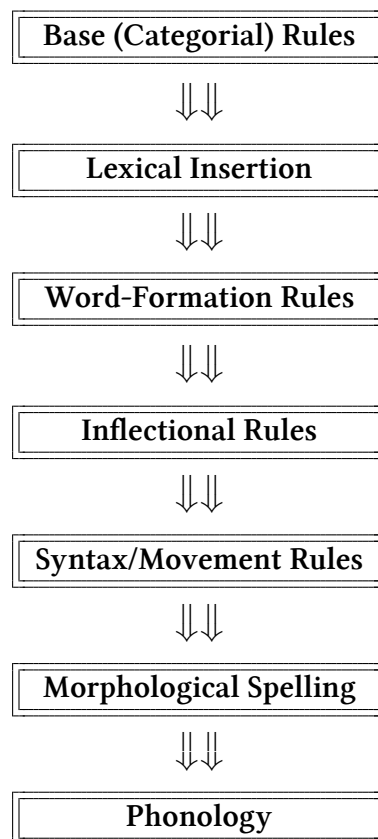 Base (Categorial) Rules
⇓⇓
Lexical Insertion
⇓⇓
Word-Formation Rules
⇓⇓
Inflectional Rules
⇓⇓
Syntax/Movement Rules
⇓⇓
Morphological Spelling
⇓⇓
Phonology